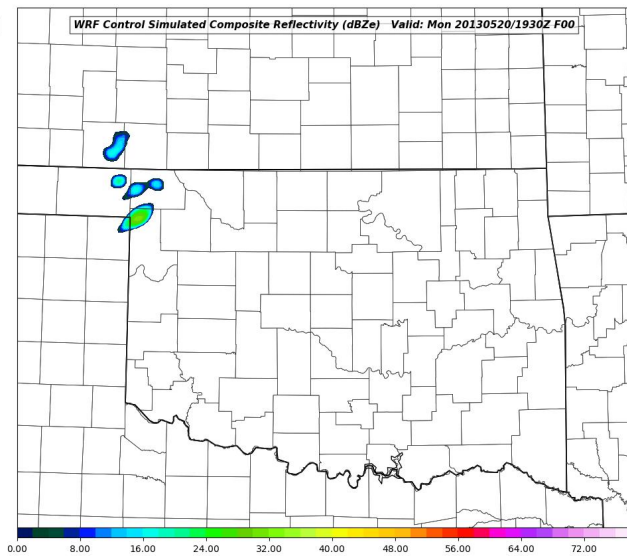 WRF Control Simulated Composite Reflectivity (dBZe) Valid: Mon 20130520/1930Z F00
0.00 8.00 16.00 24.00 32.00 40.00 48.00 56.00 64.00 72.00